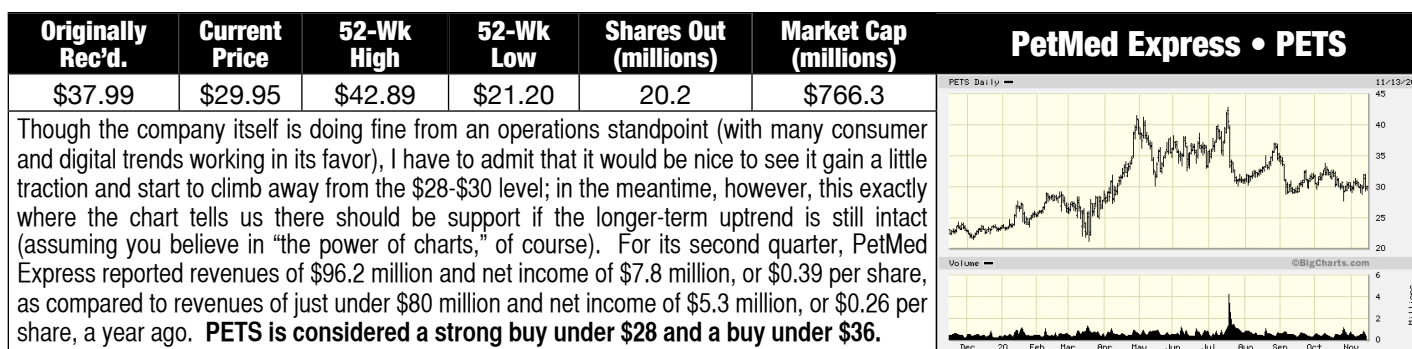 Originally Rec'd.
Current Price
52-Wk High
52-Wk Low
Shares Out (millions)
Market Cap (millions)
PetMed Express • PETS
$37.99
$29.95
$42.89
$21.20
20.2
$766.3
Though the company itself is doing fine from an operations standpoint (with many consumer
and digital trends working in its favor), I have to admit that it would be nice to see it gain a little
traction and start to climb away from the $28-$30 level; in the meantime, however, this exactly
where the chart tells us there should be support if the longer-term uptrend is still intact
(assuming you believe in “the power of charts,” of course). For its second quarter, PetMed
Express reported revenues of $96.2 million and net income of $7.8 million, or $0.39 per share,
as compared to revenues of just under $80 million and net income of $5.3 million, or $0.26 per
share, a year ago. PETS is considered a strong buy under $28 and a buy under $36.
PETS Daily
11/13/20
45
40
35
30
25
20
Volume
©BigCharts.com
6
4
2
0
Millions
Dec 20 Feb Mar Apr May Jun Jul Aug Sep Oct Nov